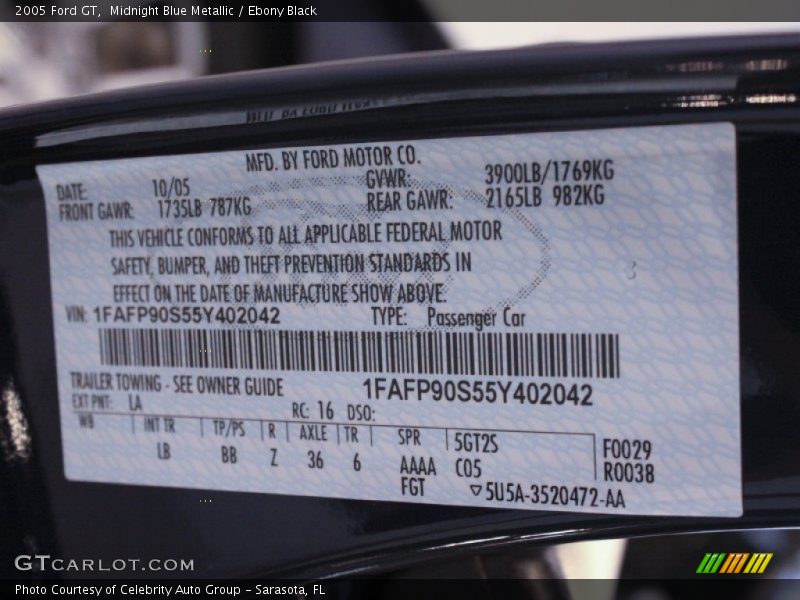 2005 Ford GT, Midnight Blue Metallic / Ebony Black
MFD. BY FORD MOTOR CO.
DATE: 10/05 GVWR: 3900LB/1769KG
FRONT GAWR: 1735LB 787KG REAR GAWR: 2165LB 982KG
THIS VEHICLE CONFORMS TO ALL APPLICABLE FEDERAL MOTOR
SAFETY, BUMPER, AND THEFT PREVENTION STANDARDS IN
EFFECT ON THE DATE OF MANUFACTURE SHOW ABOVE.
VIN: 1FAFP90S55Y402042 TYPE: Passenger Car
TRAILER TOWING - SEE OWNER GUIDE 1FAFP90S55Y402042
EXT PNT: LA RC: 16 DSO:
WB INT TR TP/PS R AXLE TR SPR 5GT2S F0029
LB BB Z 36 6 AAAA C05 R0038
FGT ▽5U5A-3520472-AA
GTCARLOT.COM
Photo Courtesy of Celebrity Auto Group - Sarasota, FL